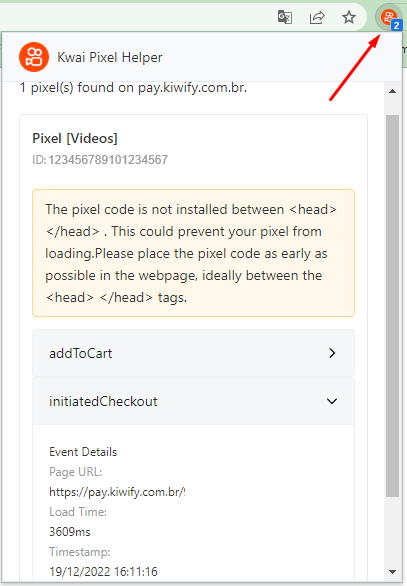 2
Kwai Pixel Helper
1 pixel(s) found on pay.kiwify.com.br.
Pixel [Videos]
ID: 123456789101234567
The pixel code is not installed between <head>
</head> . This could prevent your pixel from
loading.Please place the pixel code as early as
possible in the webpage, ideally between the
<head> </head> tags.
addToCart
initiatedCheckout
Event Details
Page URL:
https://pay.kiwify.com.br/
Load Time:
3609ms
Timestamp:
19/12/2022 16:11:16